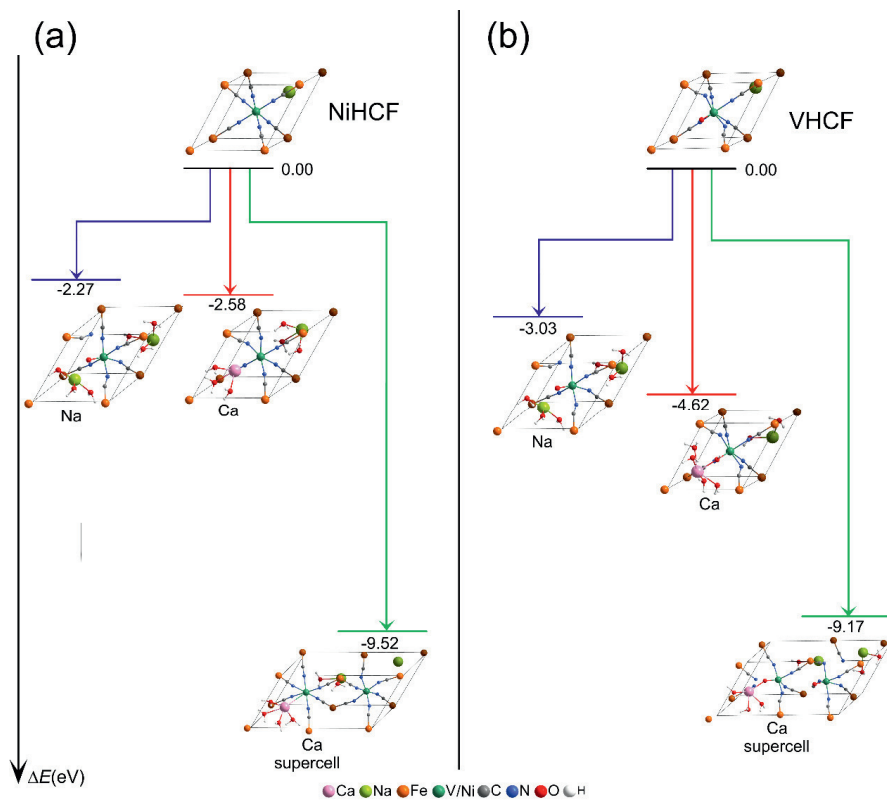 (a)
NiHCF
0.00
-2.27
Na
-2.58
Ca
-9.52
Ca
supercell
ΔE(eV)
(b)
VHCF
0.00
-3.03
Na
-4.62
Ca
-9.17
Ca
supercell
Ca Na Fe V/Ni C N O H